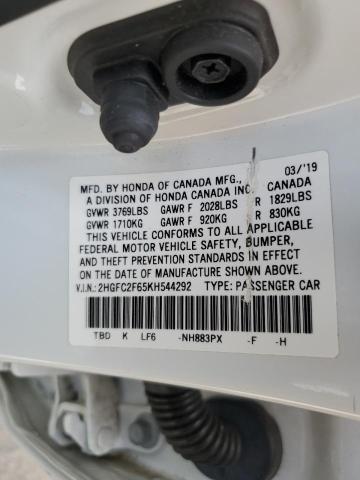 MFD. BY HONDA OF CANADA MFG., 03/'19
A DIVISION OF HONDA CANADA INC. CANADA
GVWR 3769LBS GAWR F 2028LBS R 1829LBS
GVWR 1710KG GAWR F 920KG R 830KG
THIS VEHICLE CONFORMS TO ALL APPLICABLE
FEDERAL MOTOR VEHICLE SAFETY, BUMPER,
AND THEFT PREVENTION STANDARDS IN EFFECT
ON THE DATE OF MANUFACTURE SHOWN ABOVE.
V.I.N.: 2HGFC2F65KH544292 TYPE: PASSENGER CAR
TBD K LF6 -NH883PX -F -H